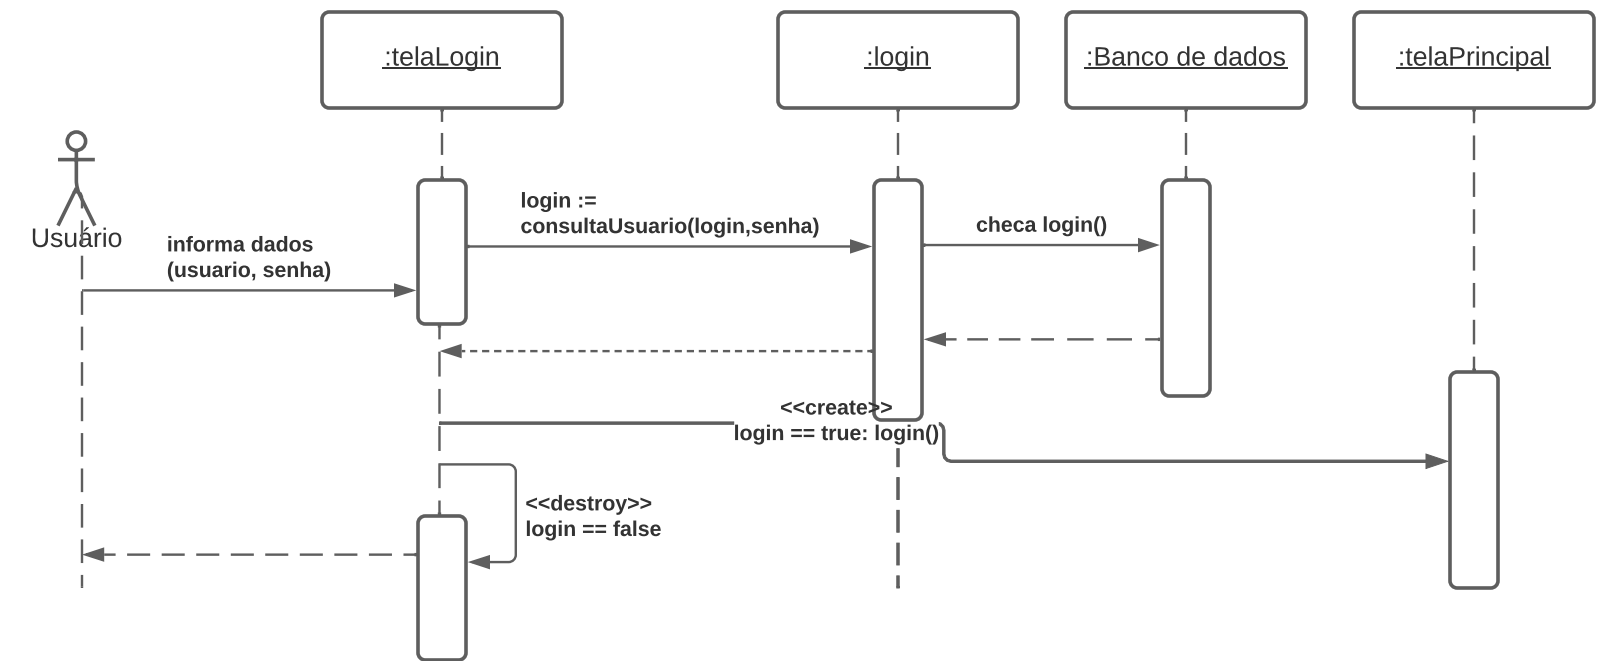 :telaLogin
:login
:Banco de dados
:telaPrincipal
Usuário
informa dados
(usuario, senha)
login :=
consultaUsuario(login,senha)
checa login()
<<create>>
login == true: login()
<<destroy>>
login == false